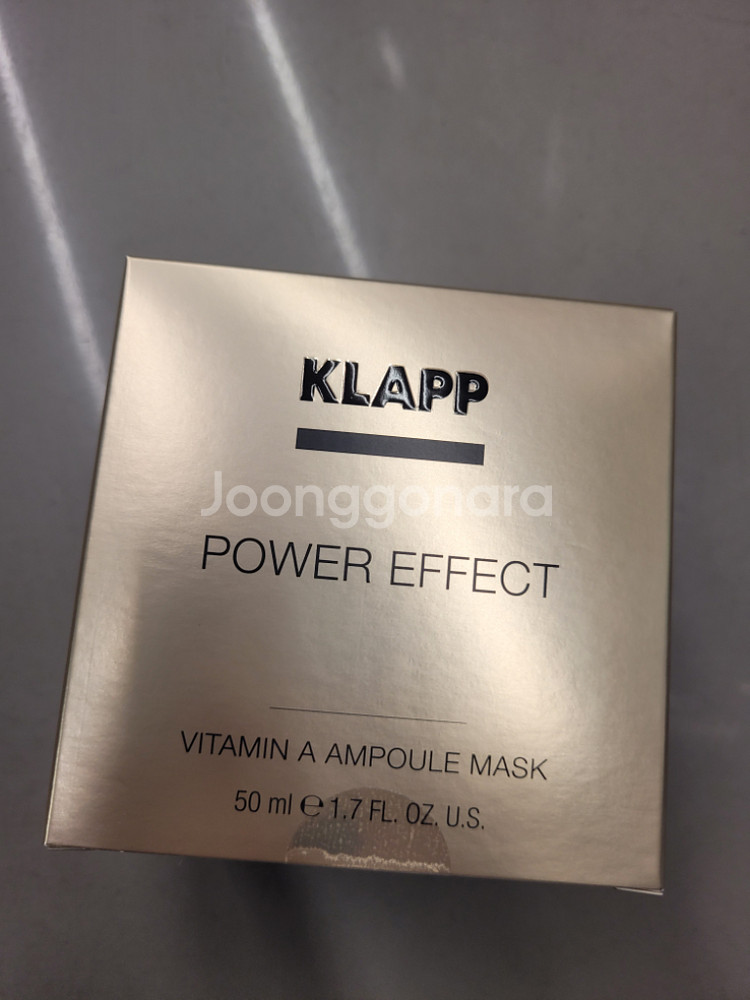 KLAPP
Joonggonara
POWER EFFECT
VITAMIN A AMPOULE MASK
50 ml ℮ 1.7 FL. OZ. U.S.